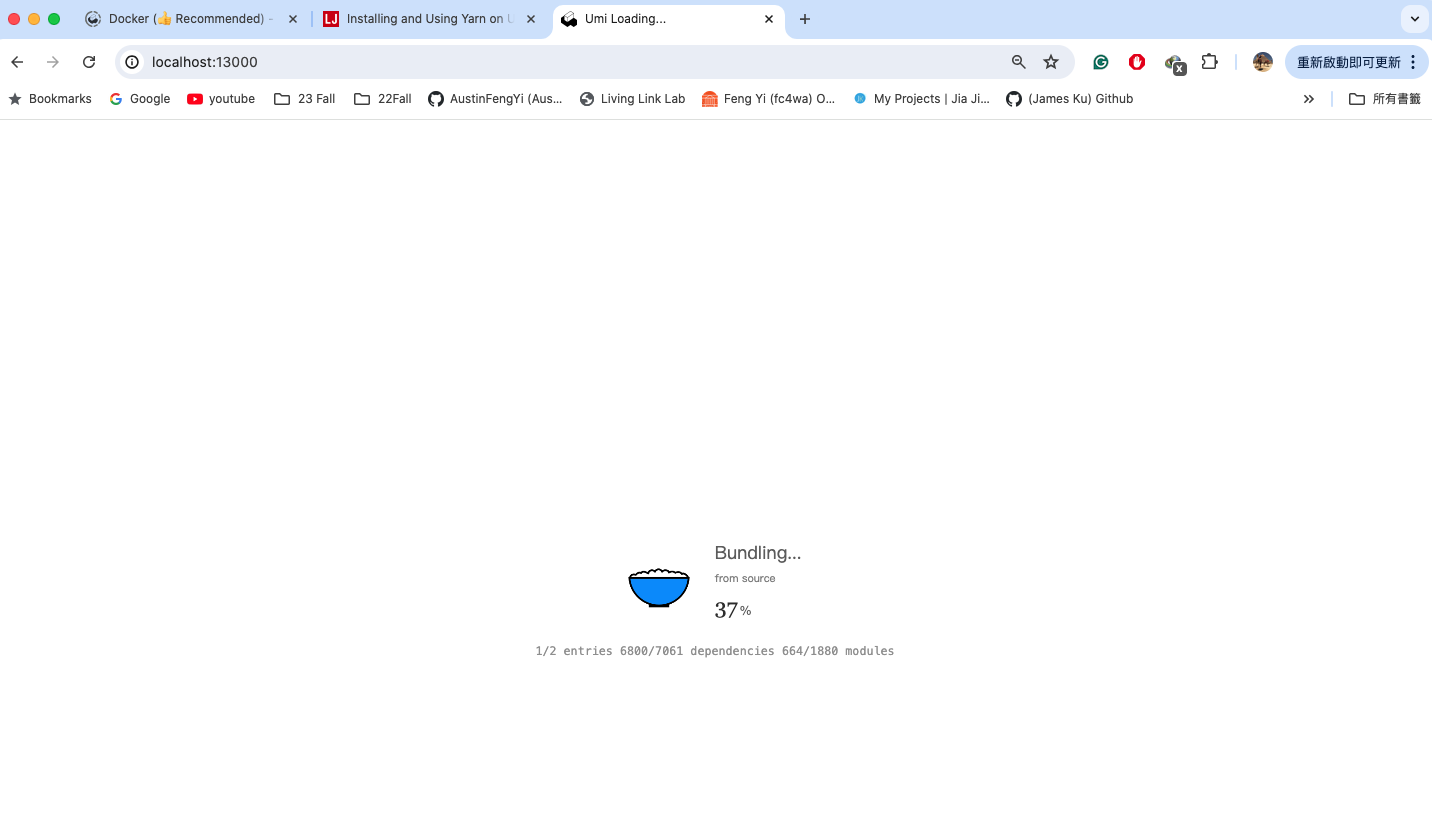 Docker (👍 Recommended) -
Installing and Using Yarn on U
Umi Loading...
localhost:13000
X
重新啟動即可更新
Bookmarks
Google
youtube
23 Fall
22Fall
AustinFengYi (Aus...
Living Link Lab
Feng Yi (fc4wa) O...
My Projects | Jia Ji...
(James Ku) Github
所有書籤
Bundling...
from source
37%
1/2 entries 6800/7061 dependencies 664/1880 modules